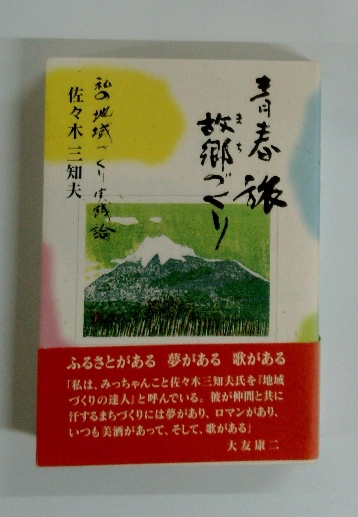 青春旅
故郷づくり
まち
私の地域づくり実践論
佐々木三知夫
ふるさとがある 夢がある 歌がある
「私は、みっちゃんこと佐々木三知夫氏を『地域
づくりの達人』と呼んでいる。彼が仲間と共に
汗するまちづくりには夢があり、ロマンがあり、
いつも美酒があって、そして、歌がある」
大友康二